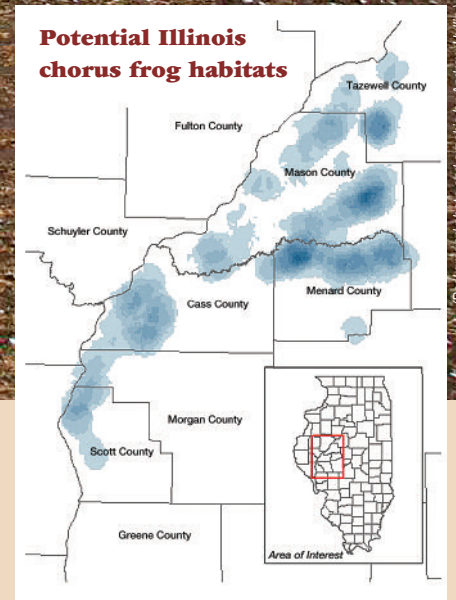 Potential Illinois
chorus frog habitats
Tazewell County
Fulton County
Mason County
Schuyler County
Menard County
Cass County
Morgan County
Scott County
Greene County
Area of Interest